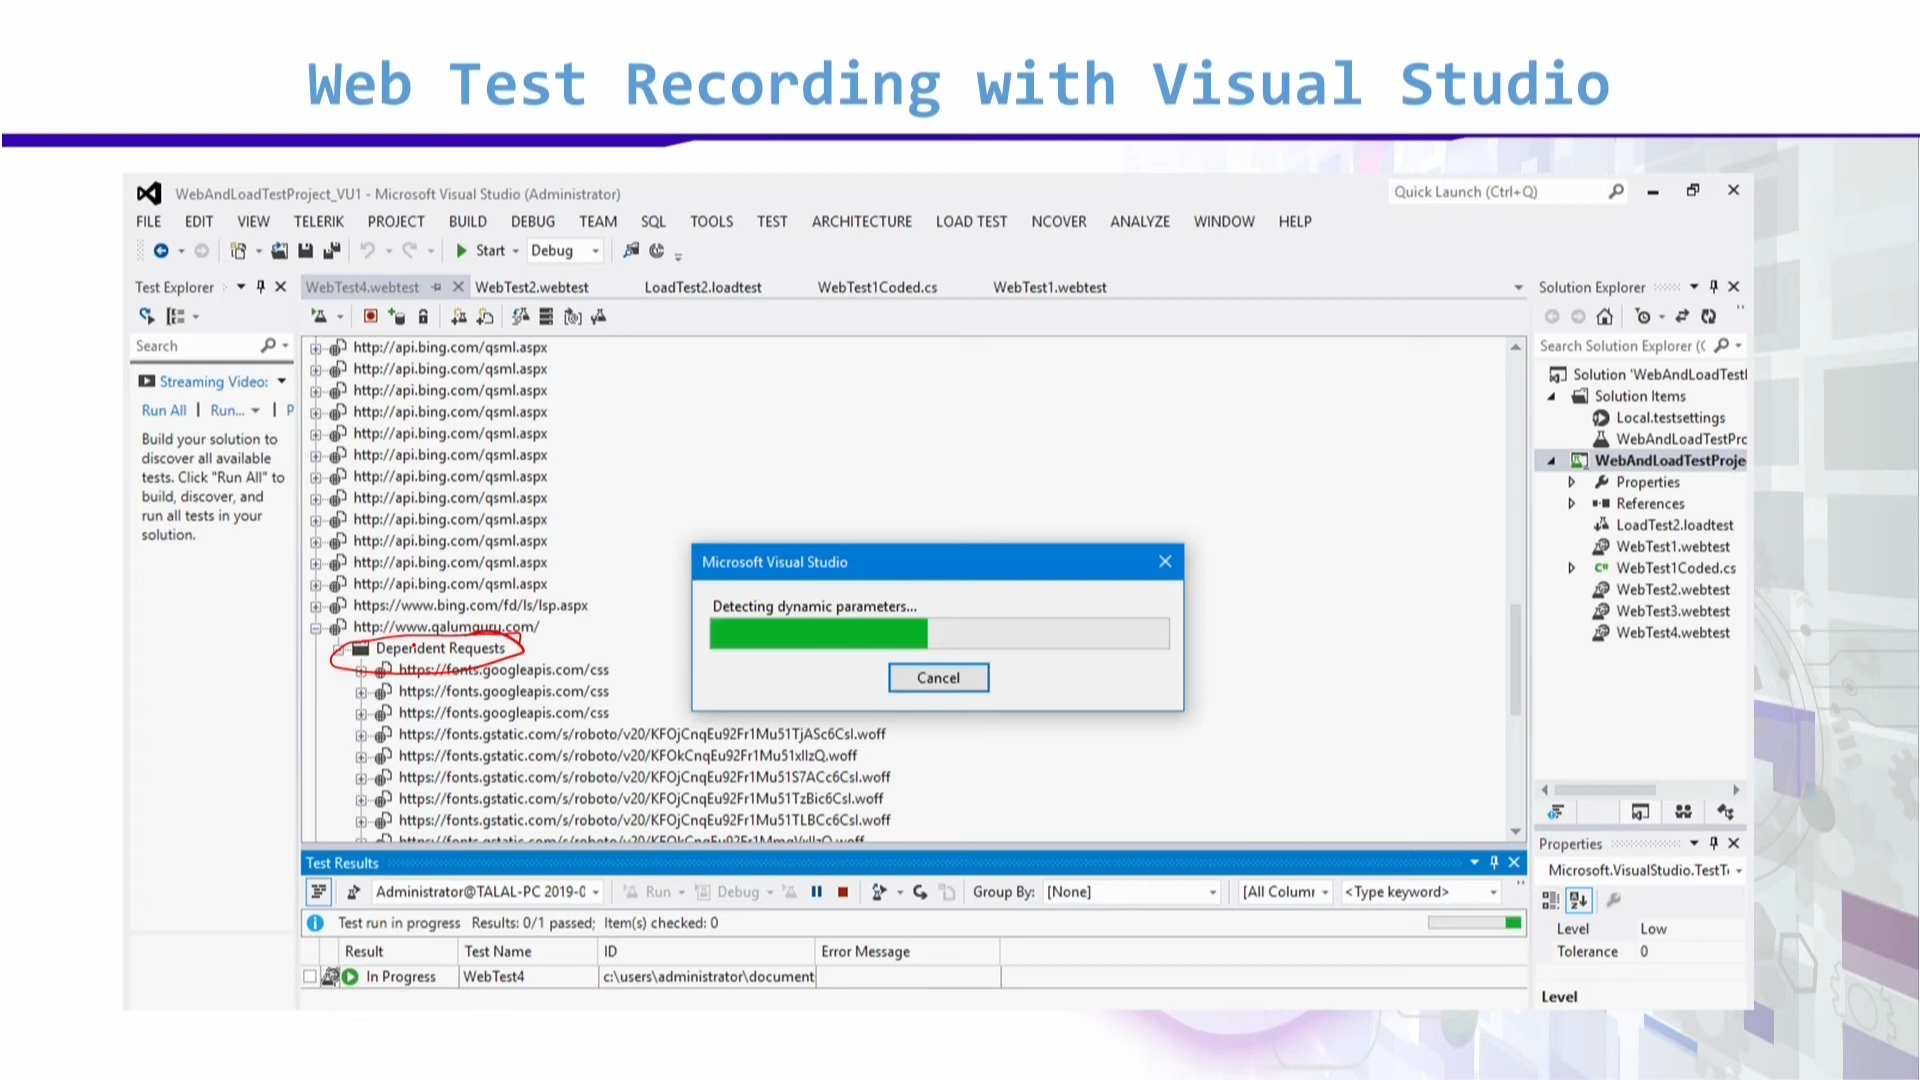 Web Test Recording with Visual Studio
WebAndLoadTestProject_VU1 - Microsoft Visual Studio (Administrator)
Quick Launch (Ctrl+Q)
FILE EDIT VIEW TELERIK PROJECT BUILD DEBUG TEAM SQL TOOLS TEST ARCHITECTURE LOAD TEST NCOVER ANALYZE WINDOW HELP
Start Debug
Test Explorer
Search
Streaming Video:
Run All | Run... | P
Build your solution to
discover all available
tests. Click "Run All" to
build, discover, and
run all tests in your
solution.
WebTest4.webtest WebTest2.webtest LoadTest2.loadtest WebTest1Coded.cs WebTest1.webtest
http://api.bing.com/qsml.aspx
http://api.bing.com/qsml.aspx
http://api.bing.com/qsml.aspx
http://api.bing.com/qsml.aspx
http://api.bing.com/qsml.aspx
http://api.bing.com/qsml.aspx
http://api.bing.com/qsml.aspx
http://api.bing.com/qsml.aspx
http://api.bing.com/qsml.aspx
http://api.bing.com/qsml.aspx
http://api.bing.com/qsml.aspx
http://api.bing.com/qsml.aspx
https://www.bing.com/fd/ls/lsp.aspx
http://www.qalumguru.com/
Dependent Requests
https://fonts.googleapis.com/css
https://fonts.googleapis.com/css
https://fonts.googleapis.com/css
https://fonts.gstatic.com/s/roboto/v20/KFOjCnqEu92Fr1Mu51TjASc6CsI.woff
https://fonts.gstatic.com/s/roboto/v20/KFOkCnqEu92Fr1Mu51xIIzQ.woff
https://fonts.gstatic.com/s/roboto/v20/KFOjCnqEu92Fr1Mu51S7ACc6CsI.woff
https://fonts.gstatic.com/s/roboto/v20/KFOjCnqEu92Fr1Mu51TzBic6CsI.woff
https://fonts.gstatic.com/s/roboto/v20/KFOjCnqEu92Fr1Mu51TLBCc6CsI.woff
Microsoft Visual Studio
Detecting dynamic parameters...
Cancel
Solution Explorer
Search Solution Explorer (C
Solution 'WebAndLoadTestI
Solution Items
Local.testsettings
WebAndLoadTestPrc
WebAndLoadTestProje
Properties
References
LoadTest2.loadtest
WebTest1.webtest
C# WebTest1Coded.cs
WebTest2.webtest
WebTest3.webtest
WebTest4.webtest
Test Results
Administrator@TALAL-PC 2019-0 Run Debug Group By: [None] [All Column <Type keyword>
Test run in progress Results: 0/1 passed; Item(s) checked: 0
Result Test Name ID Error Message
In Progress WebTest4 c:\users\administrator\document
Properties
Microsoft.VisualStudio.TestTo
Level Low
Tolerance 0
Level